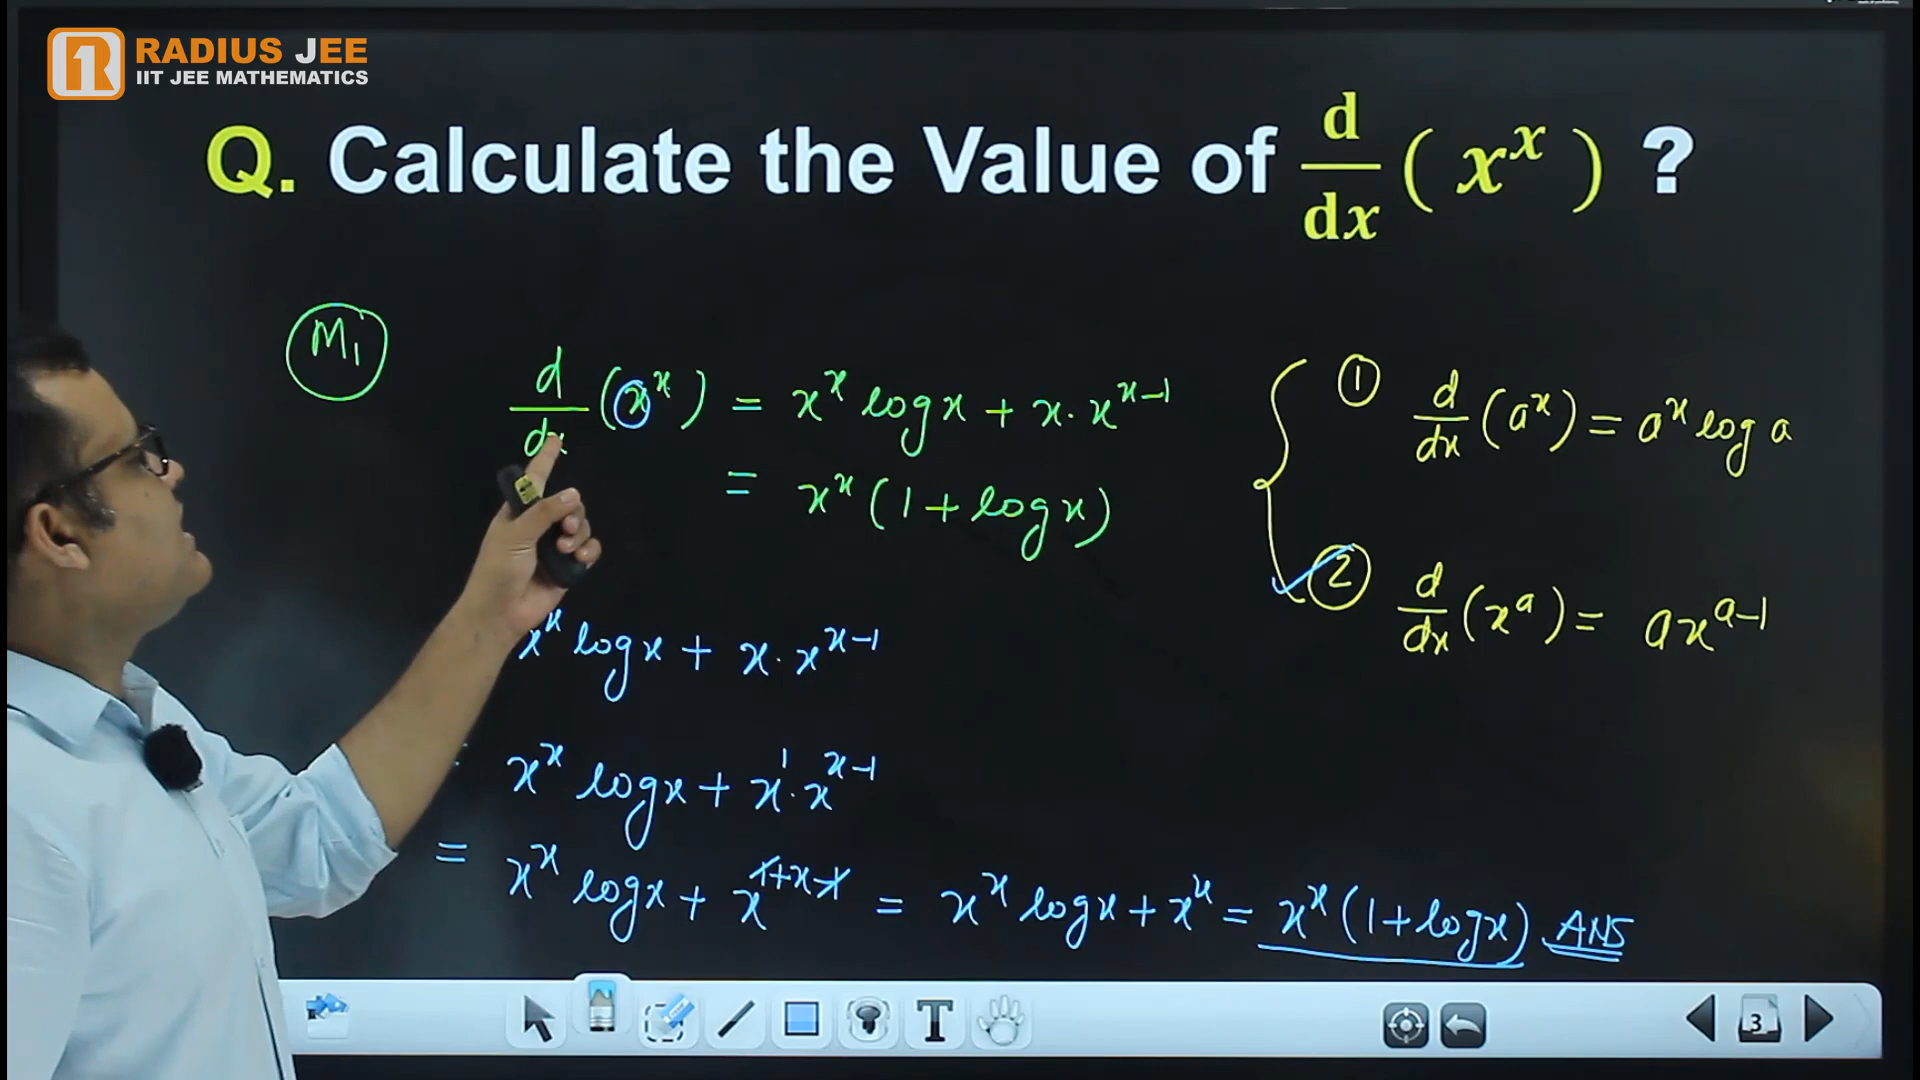 RADIUS JEE
IIT JEE MATHEMATICS
Q. Calculate the Value of d/dx ( x^x ) ?
M1
d/dx (x^x) = x^x log x + x · x^(x-1)
= x^x (1 + log x)
① d/dx (a^x) = a^x log a
② d/dx (x^a) = a x^(a-1)
x^x log x + x · x^(x-1)
x^x log x + x^1 · x^(x-1)
= x^x log x + x^(1+x-1) = x^x log x + x^x = x^x (1 + log x) ANS
T
3